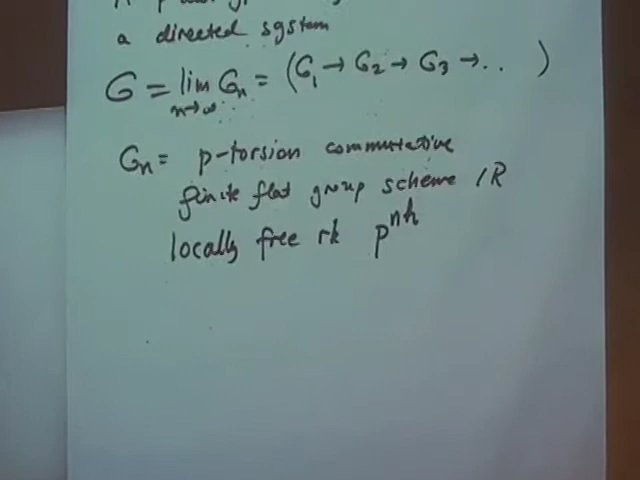 a directed system
G = lim Gn = (G1 → G2 → G3 → .. )
n→∞
Gn = p-torsion commutative
finite flat group scheme /R
locally free rk p^nh